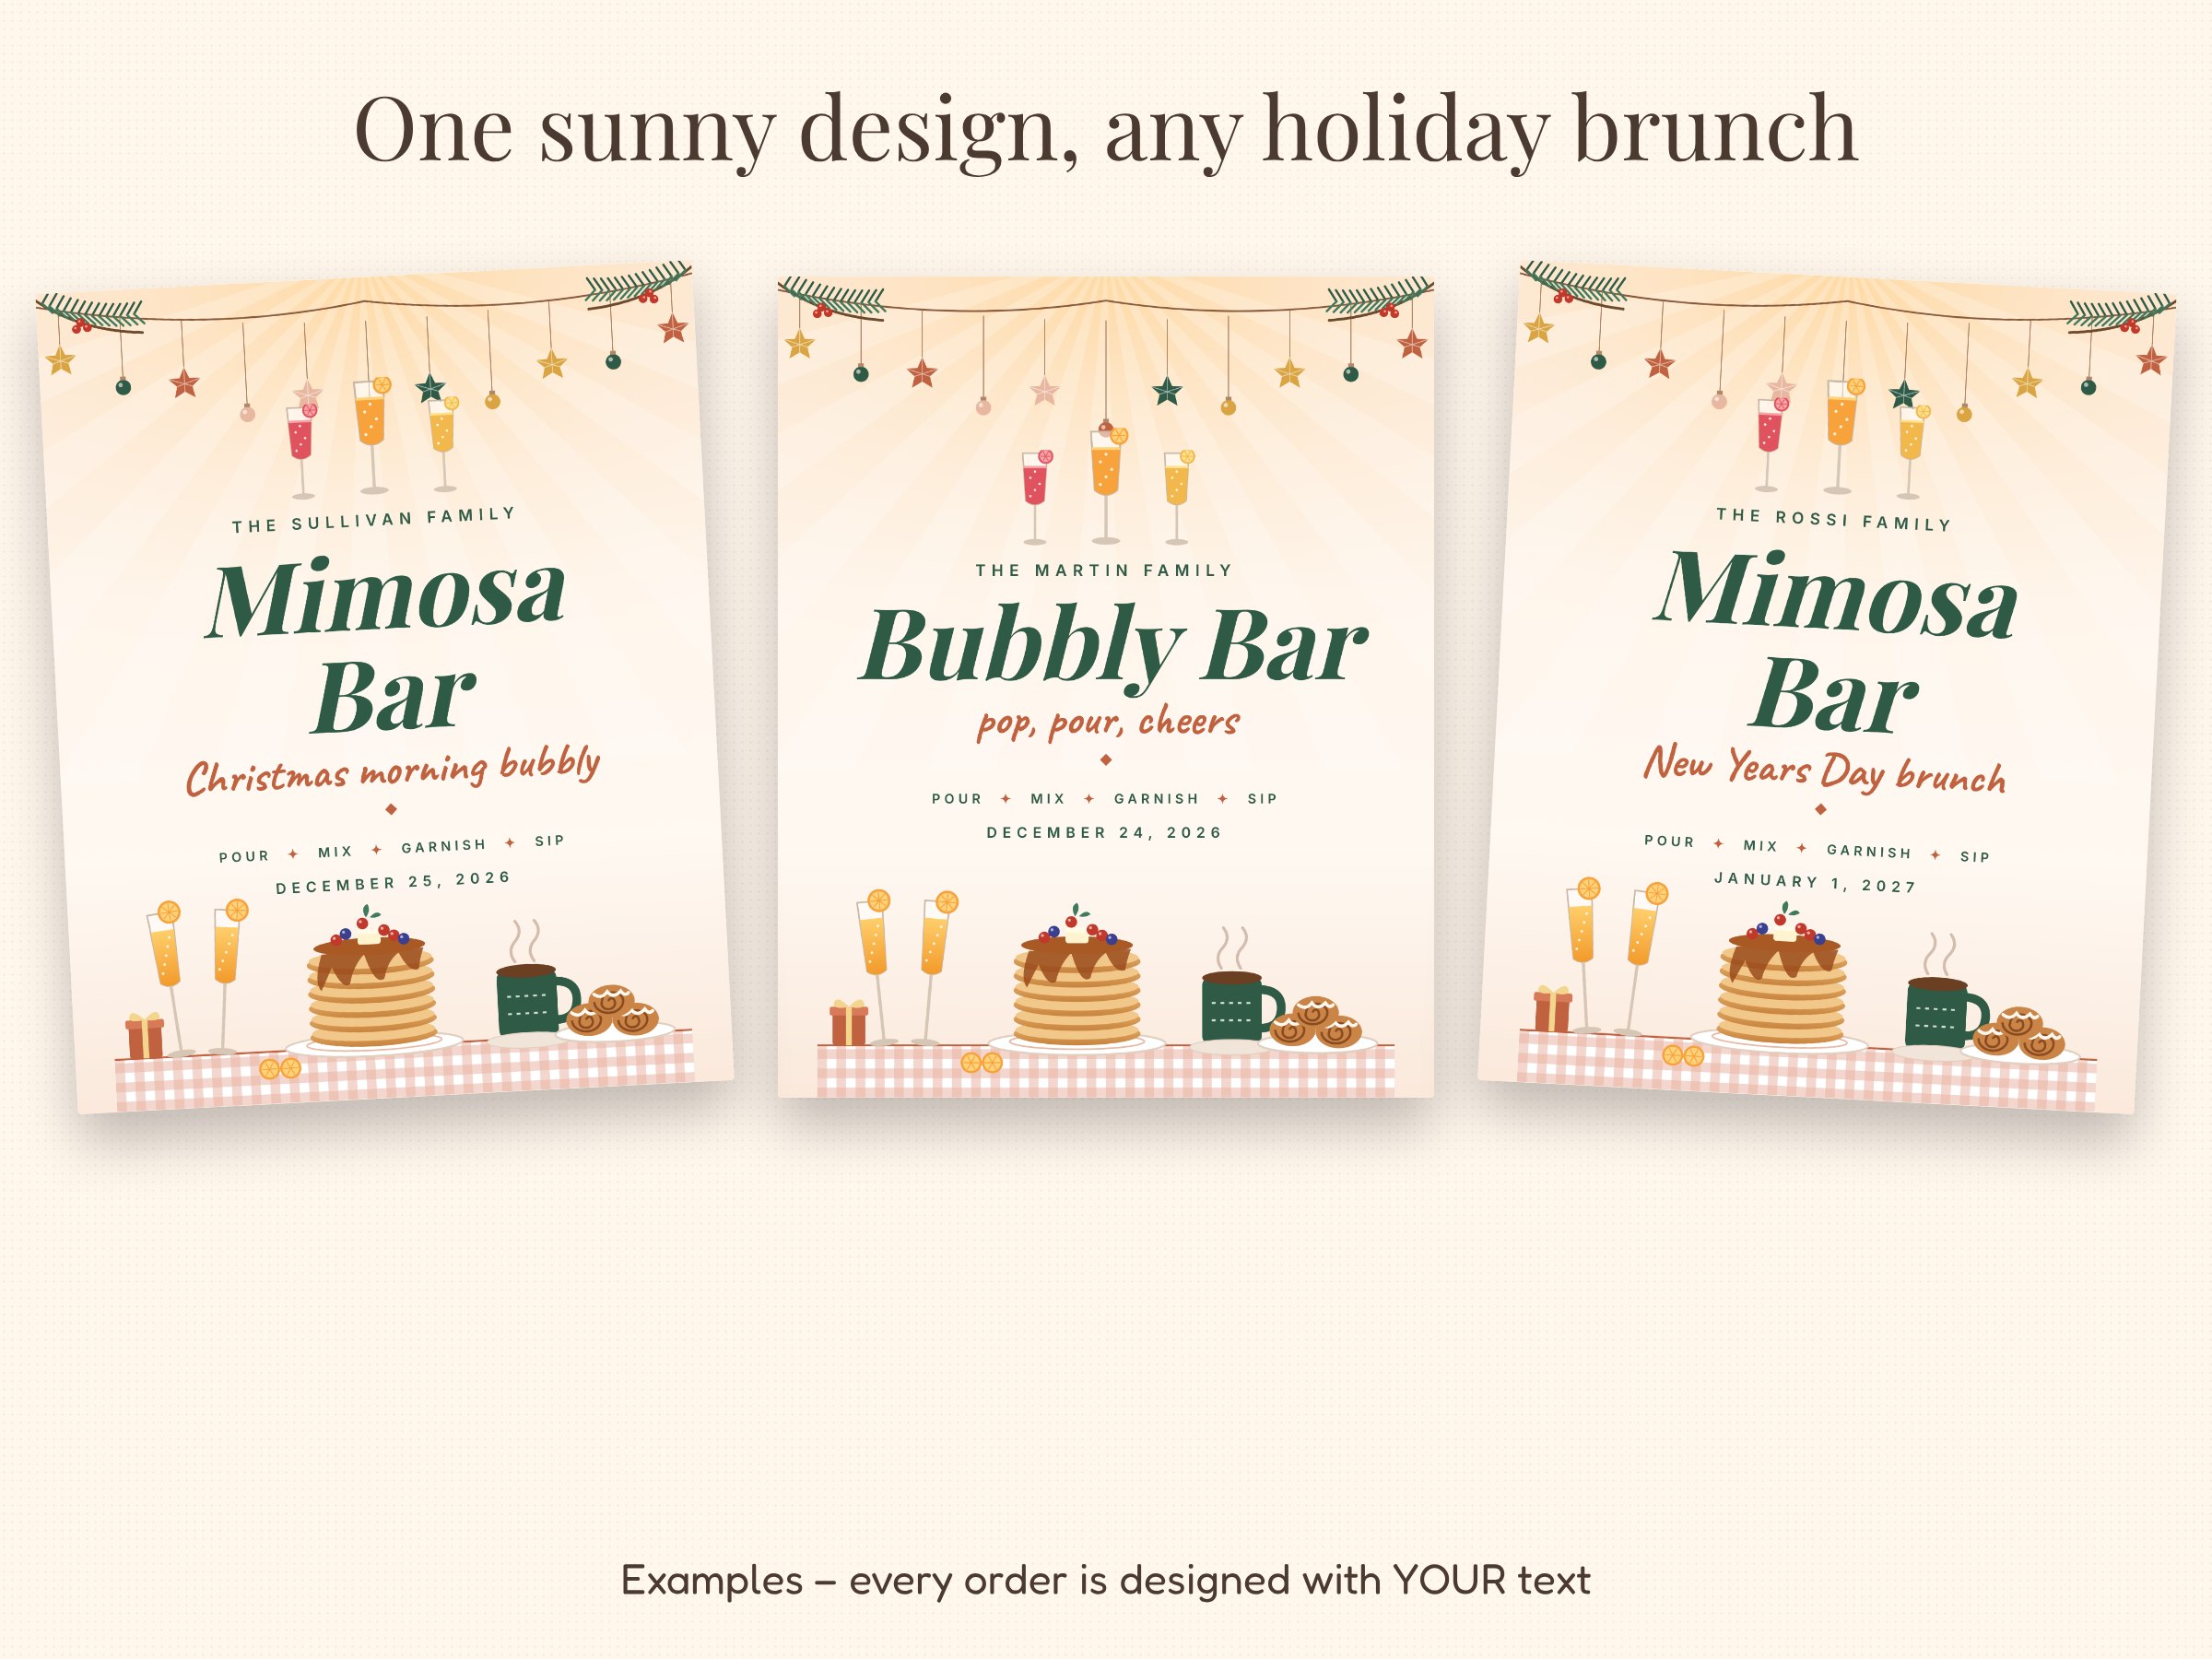 One sunny design, any holiday brunch
THE SULLIVAN FAMILY
Mimosa
Bar
Christmas morning bubbly
POUR ✦ MIX ✦ GARNISH ✦ SIP
DECEMBER 25, 2026
THE MARTIN FAMILY
Bubbly Bar
pop, pour, cheers
POUR ✦ MIX ✦ GARNISH ✦ SIP
DECEMBER 24, 2026
THE ROSSI FAMILY
Mimosa
Bar
New Years Day brunch
POUR ✦ MIX ✦ GARNISH ✦ SIP
JANUARY 1, 2027
Examples – every order is designed with YOUR text